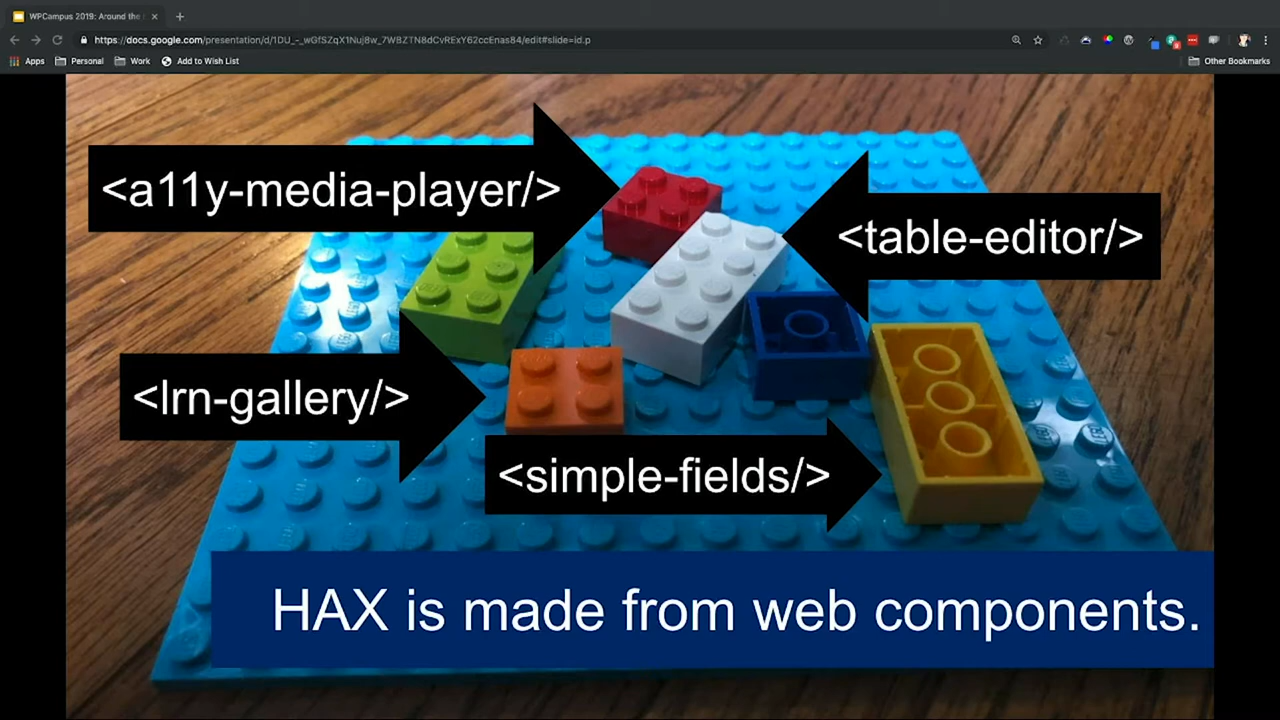 WPCampus 2019: Around the
https://docs.google.com/presentation/d/1DU_-_wGfSZqX1Nuj8w_7WBZTN8dCvRExY62ccEnas84/edit#slide=id.p
Apps Personal Work Add to Wish List Other Bookmarks
<a11y-media-player/>
<table-editor/>
<lrn-gallery/>
<simple-fields/>
HAX is made from web components.